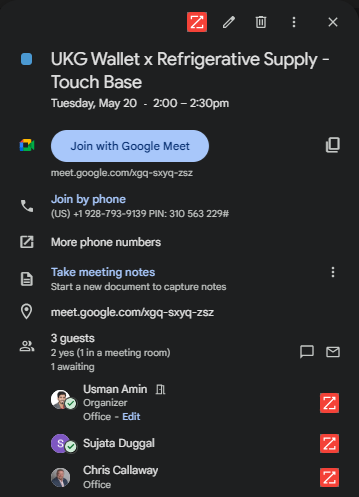 UKG Wallet x Refrigerative Supply -
Touch Base
Tuesday, May 20 - 2:00 – 2:30pm
Join with Google Meet
meet.google.com/xgq-sxyq-zsz
Join by phone
(US) +1 928-793-9139 PIN: 310 563 229#
More phone numbers
Take meeting notes
Start a new document to capture notes
meet.google.com/xgq-sxyq-zsz
3 guests
2 yes (1 in a meeting room)
1 awaiting
Usman Amin
Organizer
Office - Edit
S
Sujata Duggal
Chris Callaway
Office